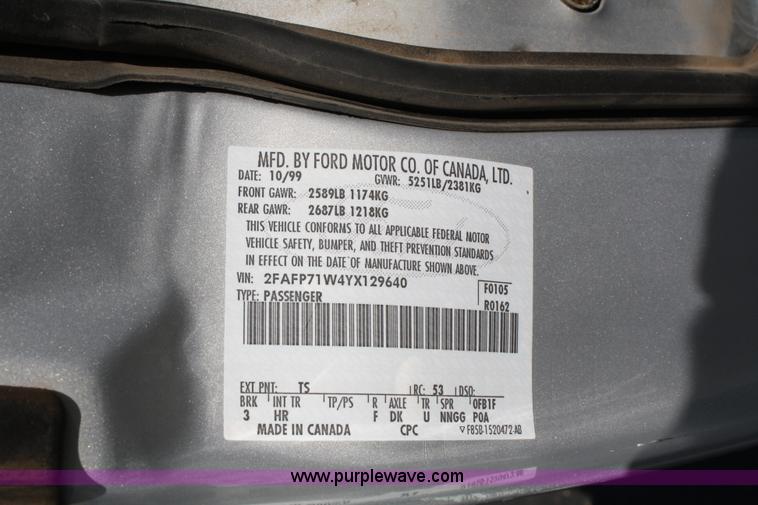 MFD. BY FORD MOTOR CO. OF CANADA, LTD.
DATE: 10/99 GVWR: 5251LB/2381KG
FRONT GAWR: 2589LB 1174KG
REAR GAWR: 2687LB 1218KG
THIS VEHICLE CONFORMS TO ALL APPLICABLE FEDERAL MOTOR
VEHICLE SAFETY, BUMPER, AND THEFT PREVENTION STANDARDS
IN EFFECT ON THE DATE OF MANUFACTURE SHOWN ABOVE.
VIN: 2FAFP71W4YX129640 F0105
TYPE: PASSENGER R0162
EXT PNT: TS RC: 53 DSO:
BRK INT TR TP/PS R AXLE TR SPR 0FB1F
3 HR F DK U NNGG POA
MADE IN CANADA CPC ▽ F85B-1520472-AB
www.purplewave.com